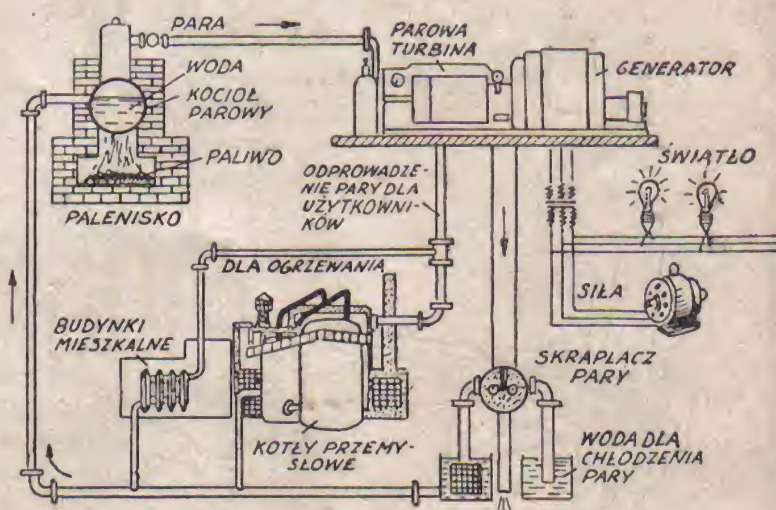 PARA
PAROWA
TURBINA
GENERATOR
WODA
KOCIOŁ
PAROWY
PALIWO
PALENISKO
ODPROWADZE-
NIE PARY DLA
UŻYTKOWNI-
KÓW
ŚWIATŁO
DLA OGRZEWANIA
SIŁA
BUDYNKI
MIESZKALNE
SKRAPLACZ
PARY
KOTŁY PRZEMY-
SŁOWE
WODA DLA
CHŁODZENIA
PARY